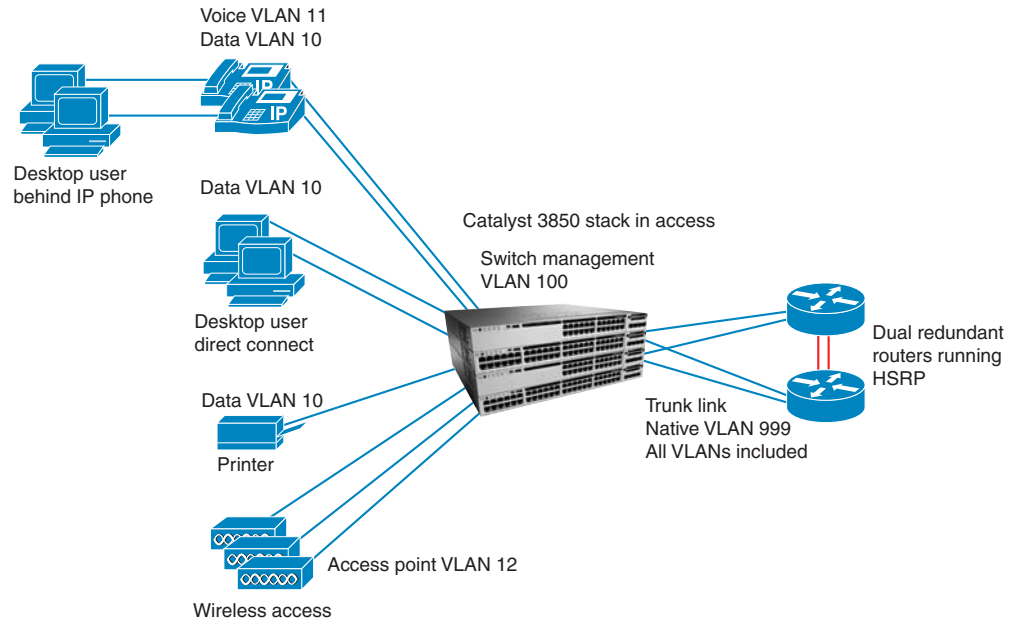 Voice VLAN 11
Data VLAN 10
IP
IP
Desktop user
behind IP phone
Data VLAN 10
Desktop user
direct connect
Data VLAN 10
Printer
Access point VLAN 12
Wireless access
Catalyst 3850 stack in access
Switch management
VLAN 100
Trunk link
Native VLAN 999
All VLANs included
Dual redundant
routers running
HSRP